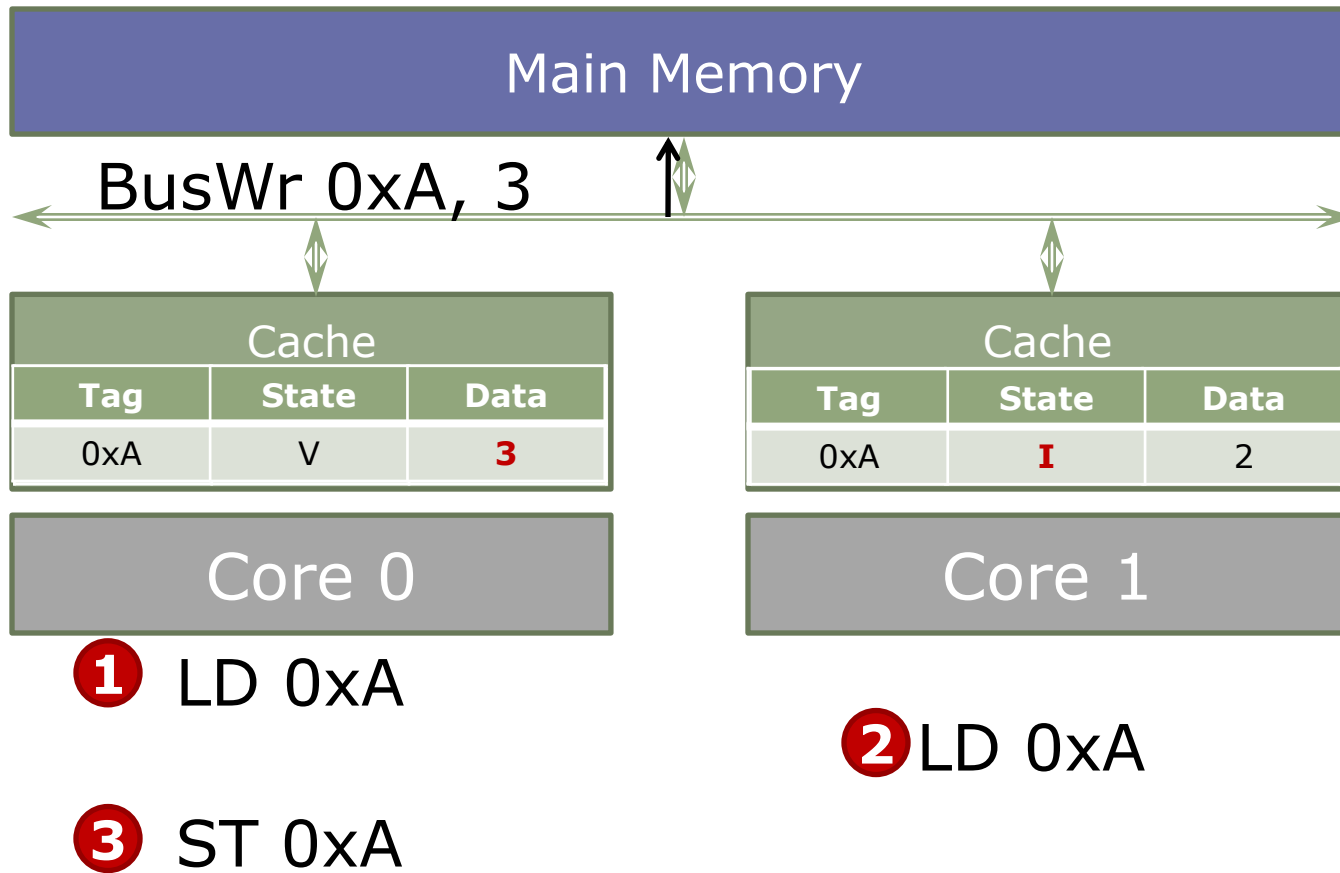 Main Memory
BusWr 0xA, 3
Cache
Tag State Data
0xA V 3
Cache
Tag State Data
0xA I 2
Core 0
Core 1
1 LD 0xA
2 LD 0xA
3 ST 0xA